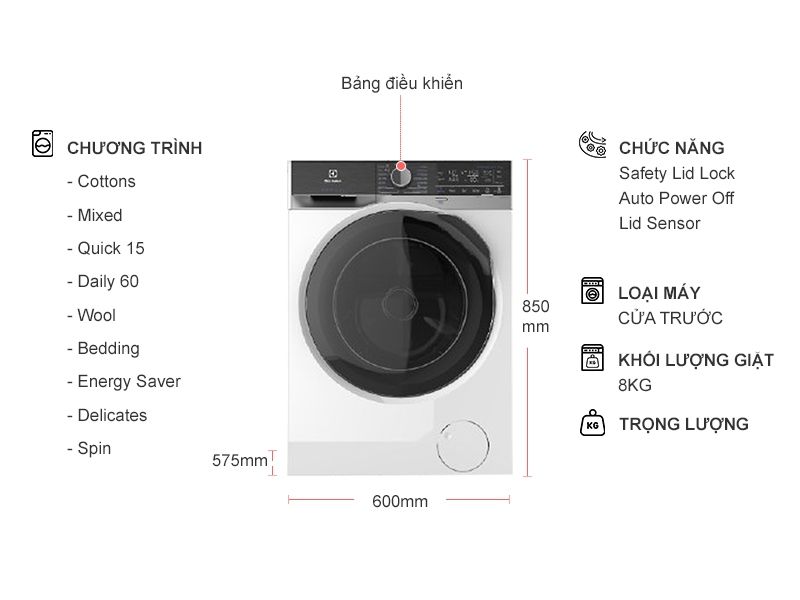 Bảng điều khiển
CHƯƠNG TRÌNH
- Cottons
- Mixed
- Quick 15
- Daily 60
- Wool
- Bedding
- Energy Saver
- Delicates
- Spin
CHỨC NĂNG
Safety Lid Lock
Auto Power Off
Lid Sensor
LOẠI MÁY
CỬA TRƯỚC
KHỐI LƯỢNG GIẶT
KG
8KG
KG
TRỌNG LƯỢNG
850
mm
575mm
600mm